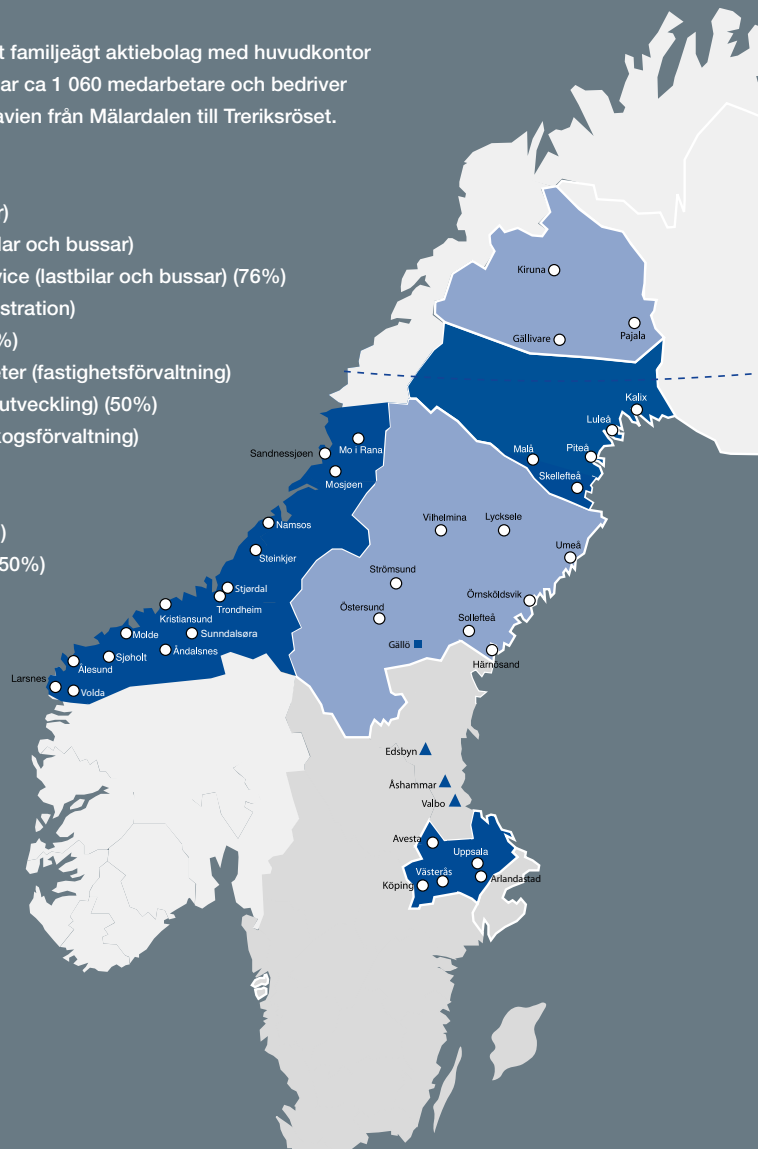 t familjeägt aktiebolag med huvudkontor
ar ca 1 060 medarbetare och bedriver
avien från Mälardalen till Treriksröset.
r)
lar och bussar)
vice (lastbilar och bussar) (76%)
stration)
%)
eter (fastighetsförvaltning)
utveckling) (50%)
kogsförvaltning)
)
50%)
Kiruna
Pajala
Gällivare
Kalix
Luleå
Piteå
Malå
Skellefteå
Mo i Rana
Sandnessjøen
Mosjøen
Vilhelmina
Lycksele
Namsos
Umeå
Steinkjer
Strömsund
Stjørdal
Örnsköldsvik
Trondheim
Östersund
Kristiansund
Sollefteå
Molde
Sunndalsøra
Gällö
Åndalsnes
Sjøholt
Härnösand
Ålesund
Larsnes
Volda
Edsbyn
Åshammar
Valbo
Avesta
Uppsala
Västerås
Arlandastad
Köping